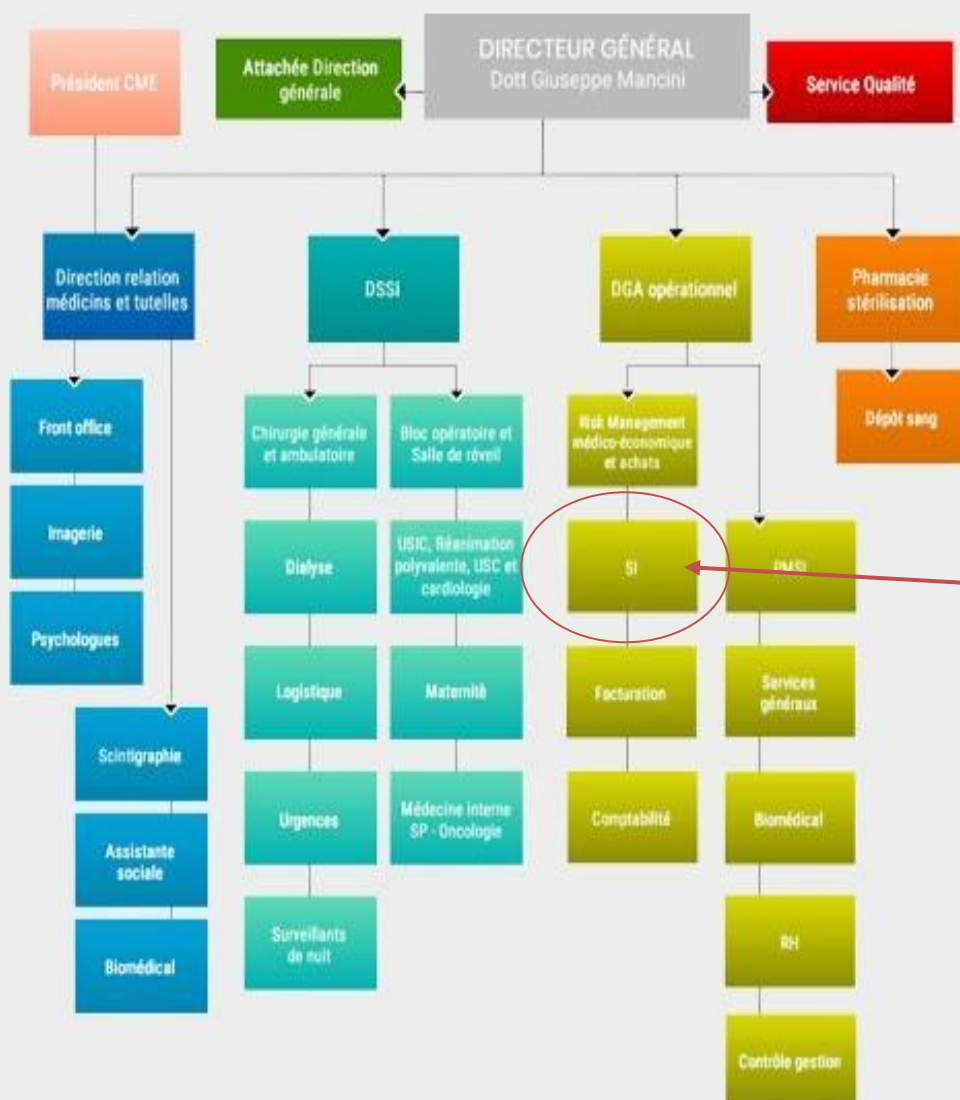 Président CME
Attachée Direction
générale
DIRECTEUR GÉNÉRAL
Dott Giuseppe Mancini
Service Qualité
Direction relation
médicins et tutelles
DSSi
DGA opérationnel
Pharmacie
stérilisation
Front office
Imagerie
Psychologues
Scintigraphie
Assistante
sociale
Biomédical
Chirurgie générale
et ambulatoire
Dialyse
Logistique
Urgences
Surveillants
de nuit
Bloc opératoire et
Salle de réveil
USIC, Réanimation
polyvalente, USC et
cardiologie
Maternité
Médecine interne
SP - Oncologie
Risk Management
médico-économique
et achats
SI
Facturation
Comptabilité
PMSI
Services
généraux
Biomédical
RH
Contrôle gestion
Dépôt sang